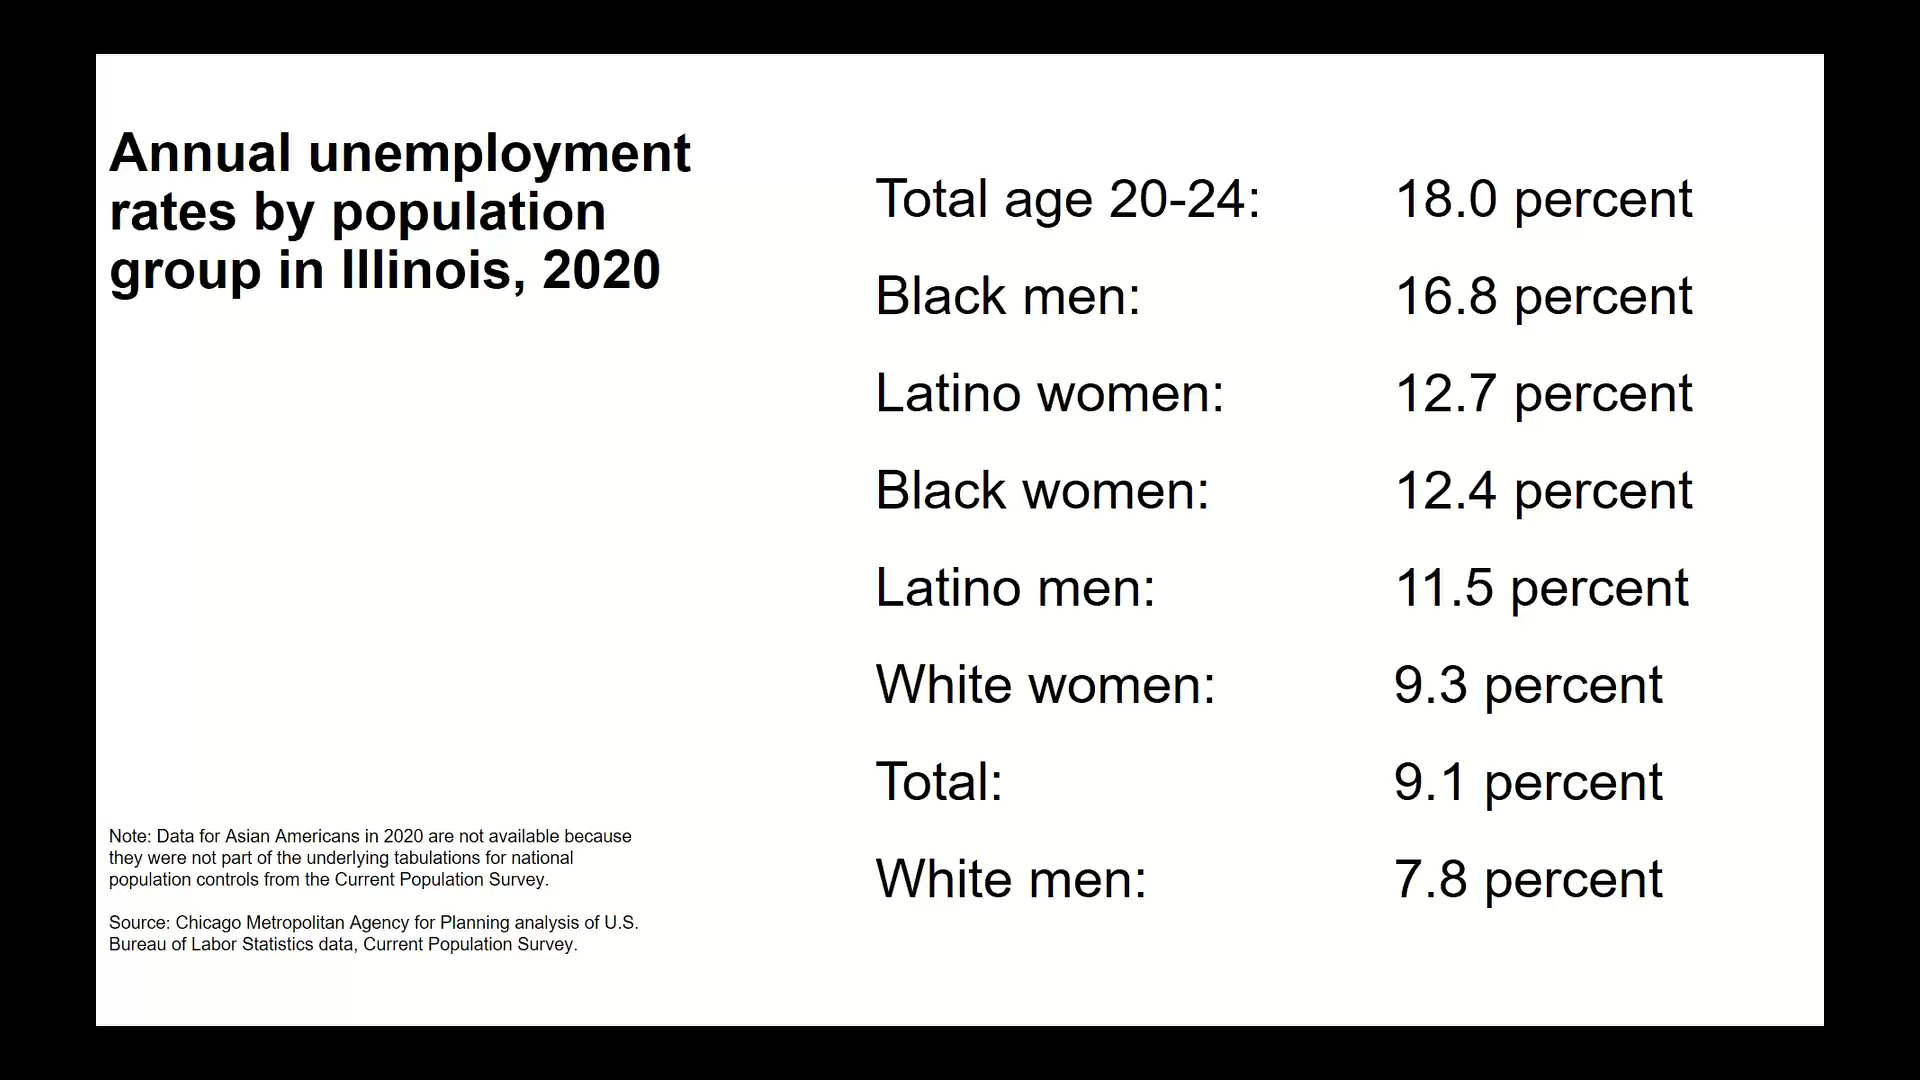 Annual unemployment
rates by population
group in Illinois, 2020
Total age 20-24: 18.0 percent
Black men: 16.8 percent
Latino women: 12.7 percent
Black women: 12.4 percent
Latino men: 11.5 percent
White women: 9.3 percent
Total: 9.1 percent
White men: 7.8 percent
Note: Data for Asian Americans in 2020 are not available because
they were not part of the underlying tabulations for national
population controls from the Current Population Survey.
Source: Chicago Metropolitan Agency for Planning analysis of U.S.
Bureau of Labor Statistics data, Current Population Survey.